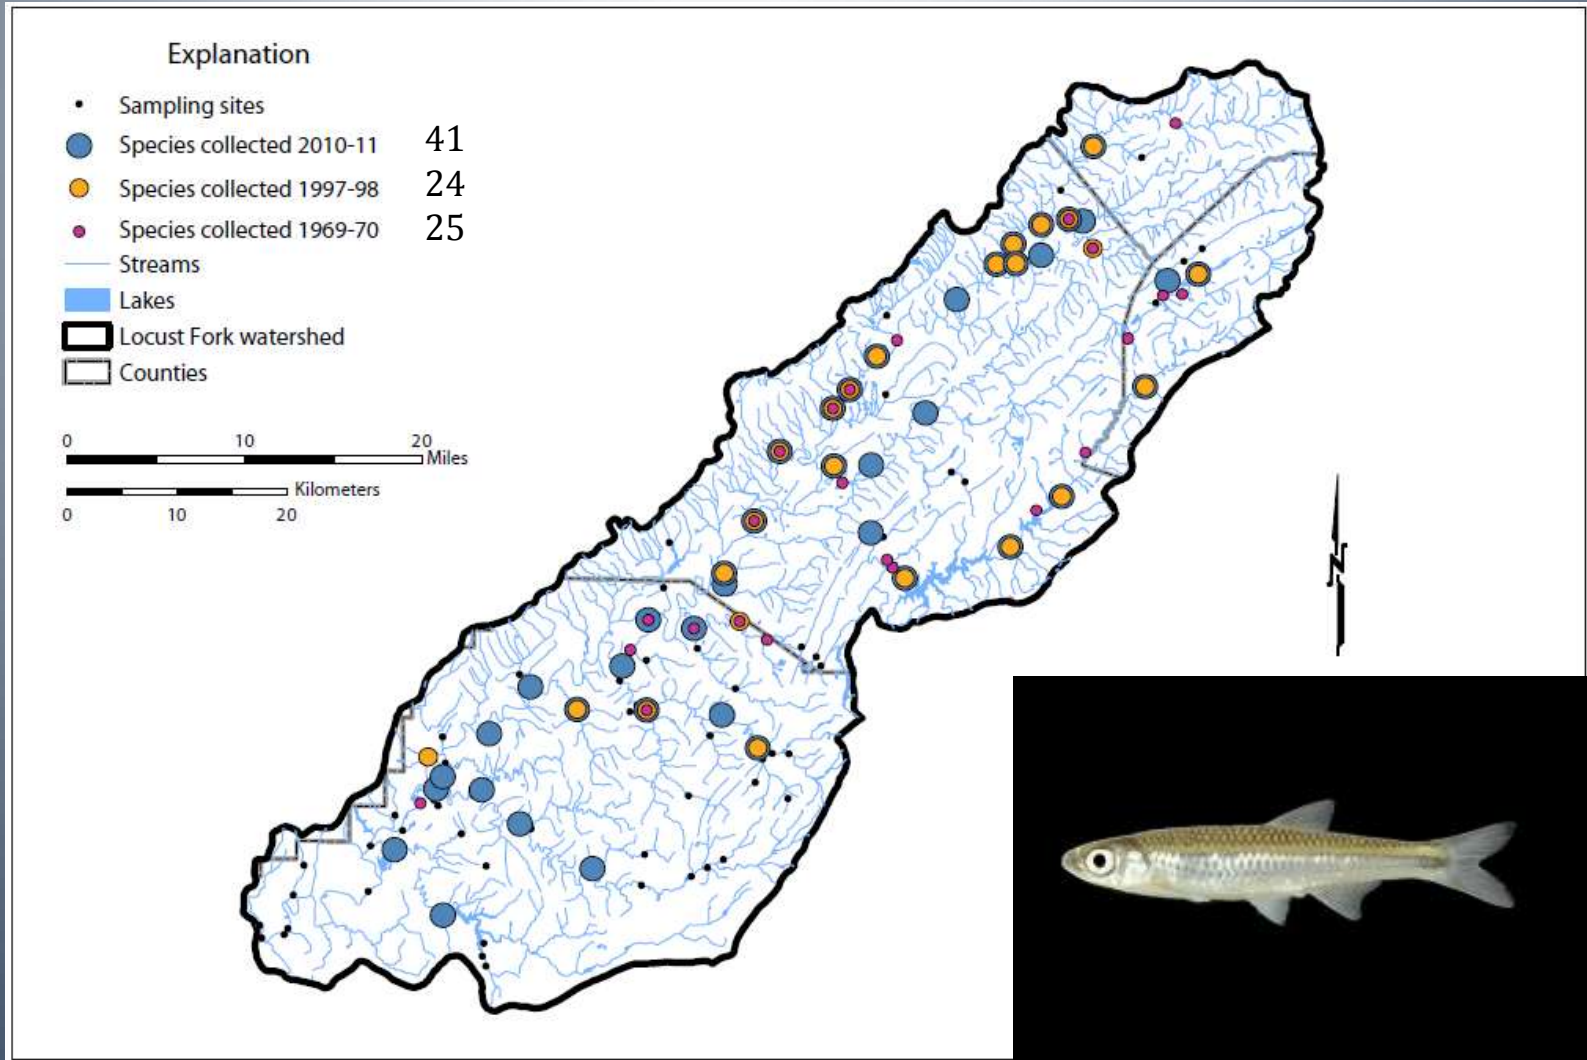 Explanation
Sampling sites
Species collected 2010-11 41
Species collected 1997-98 24
Species collected 1969-70 25
Streams
Lakes
Locust Fork watershed
Counties
0 10 20
Miles
Kilometers
0 10 20
N